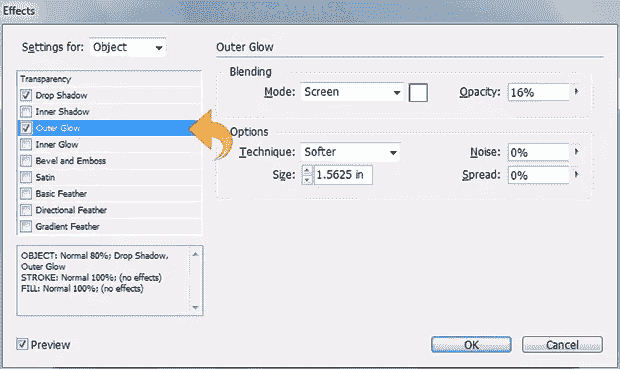 Effects
Settings for: Object
Transparency
Drop Shadow
Inner Shadow
Outer Glow
Inner Glow
Bevel and Emboss
Satin
Basic Feather
Directional Feather
Gradient Feather
OBJECT: Normal 80%; Drop Shadow,
Outer Glow
STROKE: Normal 100%; (no effects)
FILL: Normal 100%; (no effects)
Preview
Outer Glow
Blending
Mode: Screen Opacity: 16%
Options
Technique: Softer Noise: 0%
Size: 1.5625 in Spread: 0%
OK Cancel